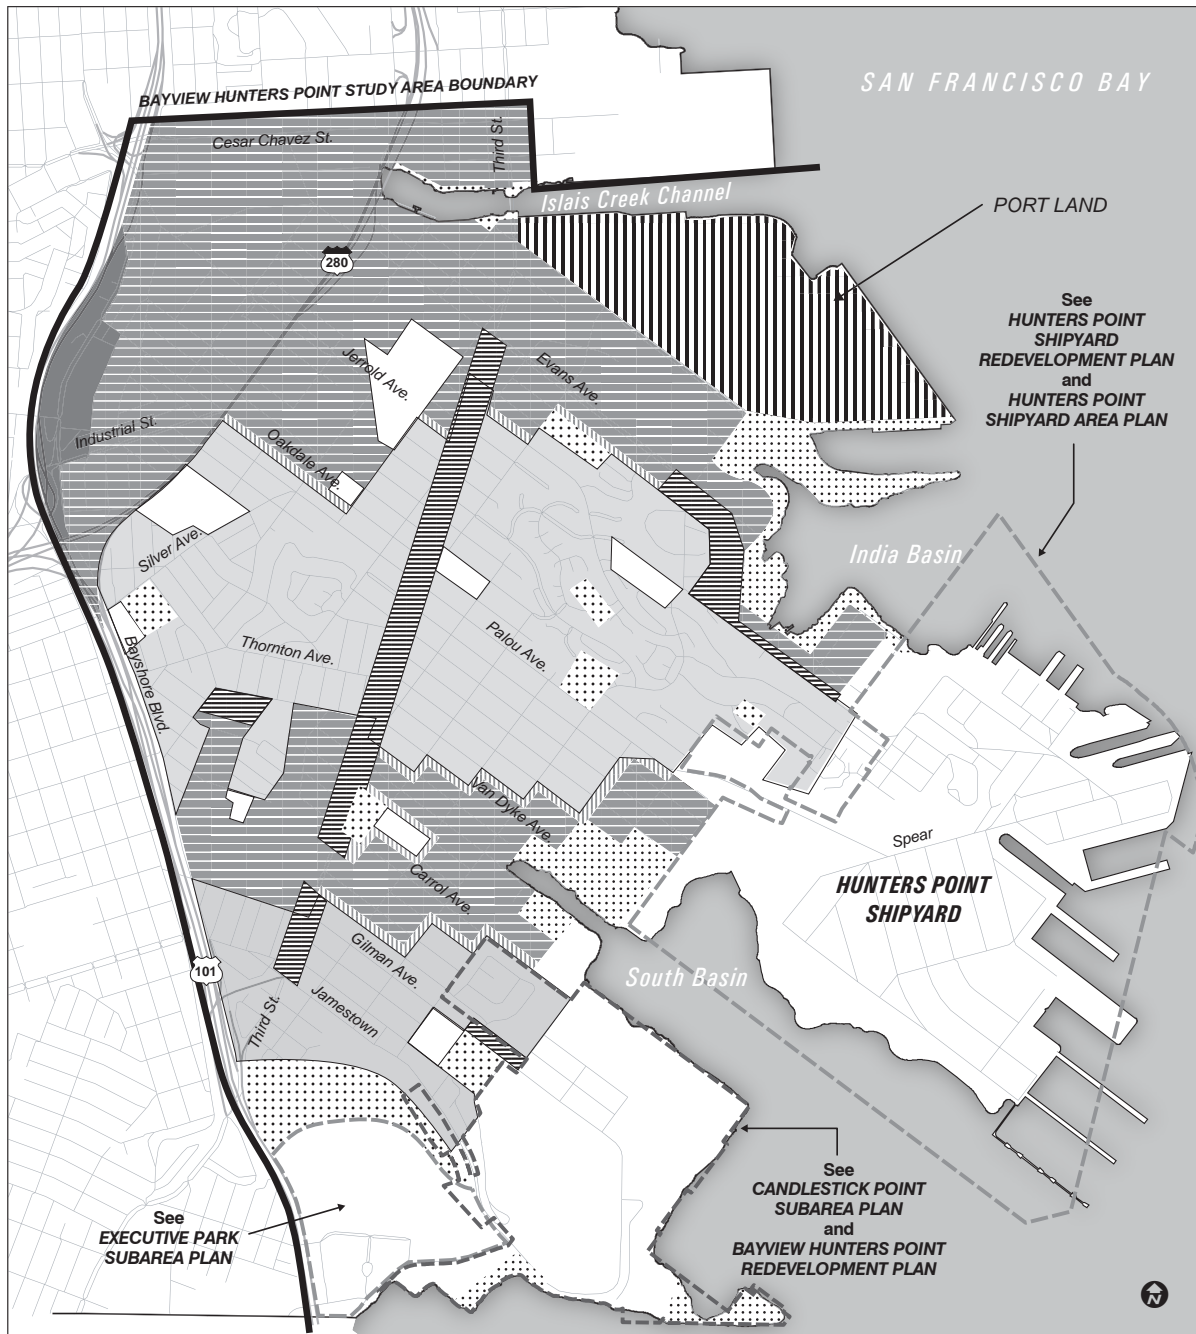 SAN FRANCISCO BAY
BAYVIEW HUNTERS POINT STUDY AREA BOUNDARY
Cesar Chavez St.
Third St.
Islais Creek Channel
PORT LAND
280
See
HUNTERS POINT
SHIPYARD
REDEVELOPMENT PLAN
and
HUNTERS POINT
SHIPYARD AREA PLAN
Jerrold Ave.
Evans Ave.
Industrial St.
Oakdale Ave.
Silver Ave.
India Basin
Bayshore Blvd.
Thornton Ave.
Palou Ave.
Van Dyke Ave.
Spear
HUNTERS POINT
SHIPYARD
Carrol Ave.
Gilman Ave.
101
South Basin
Jamestown
Third St.
See
CANDLESTICK POINT
SUBAREA PLAN
and
BAYVIEW HUNTERS POINT
REDEVELOPMENT PLAN
See
EXECUTIVE PARK
SUBAREA PLAN
N